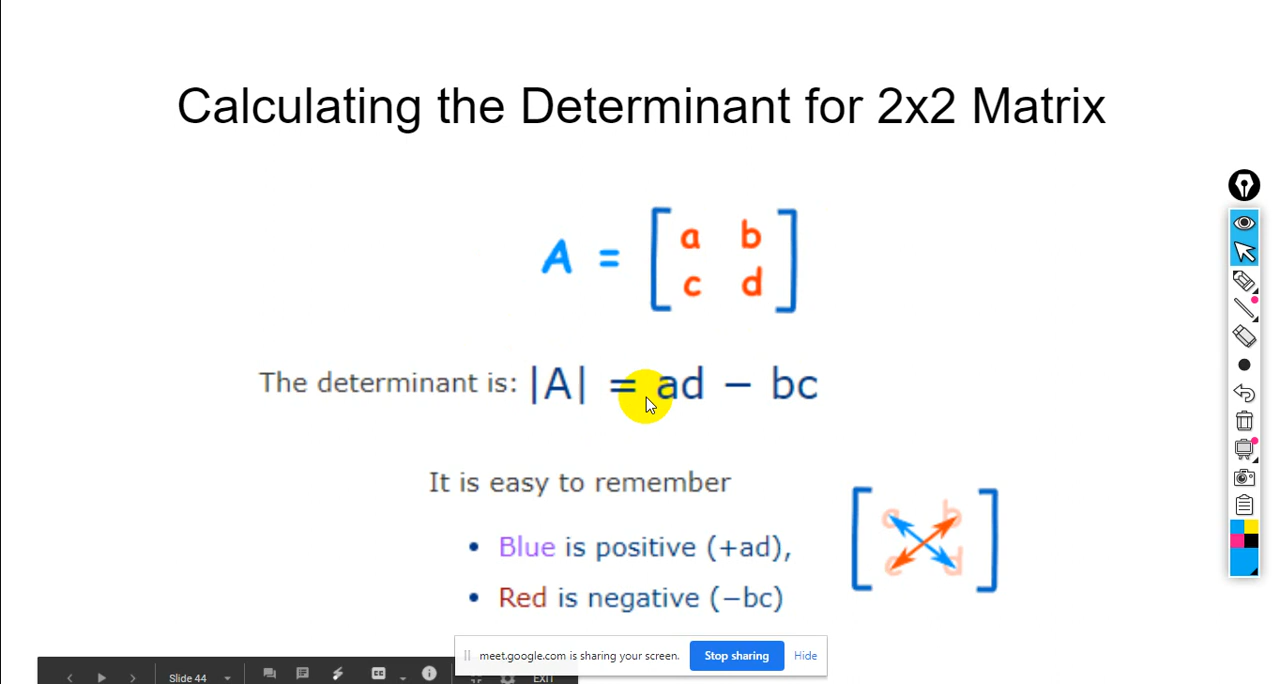 Calculating the Determinant for 2x2 Matrix
A = [ a b
c d ]
The determinant is: |A| = ad − bc
It is easy to remember
• Blue is positive (+ad),
• Red is negative (−bc)
[ a b
c d ]
meet.google.com is sharing your screen. Stop sharing Hide
Slide 44 CC EXIT